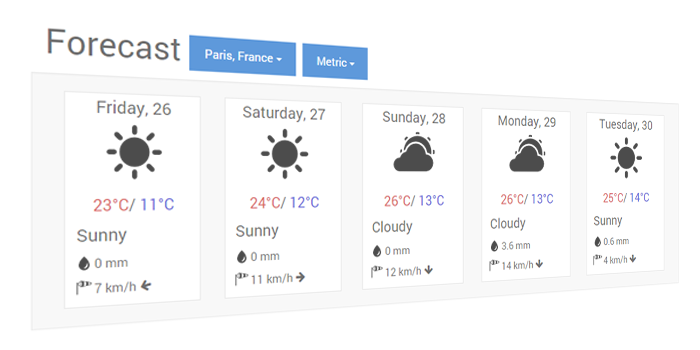 Forecast
Paris, France
Metric
Friday, 26
23°C/ 11°C
Sunny
0 mm
7 km/h
Saturday, 27
24°C/ 12°C
Sunny
0 mm
11 km/h
Sunday, 28
26°C/ 13°C
Cloudy
0 mm
12 km/h
Monday, 29
26°C/ 13°C
Cloudy
3.6 mm
14 km/h
Tuesday, 30
25°C/ 14°C
Sunny
0.6 mm
4 km/h